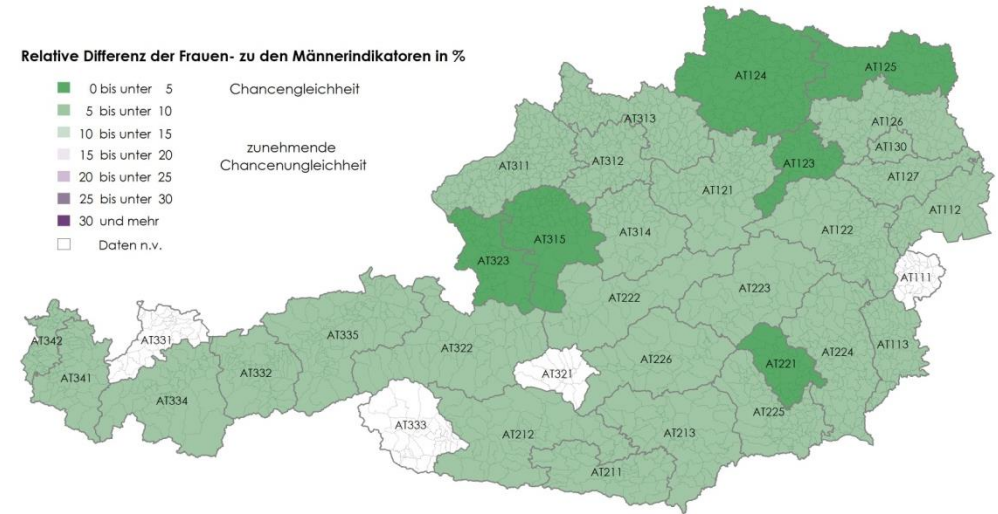 Relative Differenz der Frauen- zu den Männerindikatoren in %
0 bis unter 5 Chancengleichheit
5 bis unter 10
10 bis unter 15 zunehmende
15 bis unter 20 Chancenungleichheit
20 bis unter 25
25 bis unter 30
30 und mehr
Daten n.v.
AT124
AT125
AT313
AT126
AT130
AT312
AT311
AT123
AT127
AT121
AT112
AT315
AT314
AT122
AT323
AT111
AT222
AT223
AT342
AT331
AT335
AT322
AT224
AT113
AT341
AT332
AT321
AT226
AT221
AT334
AT333
AT225
AT212
AT213
AT211